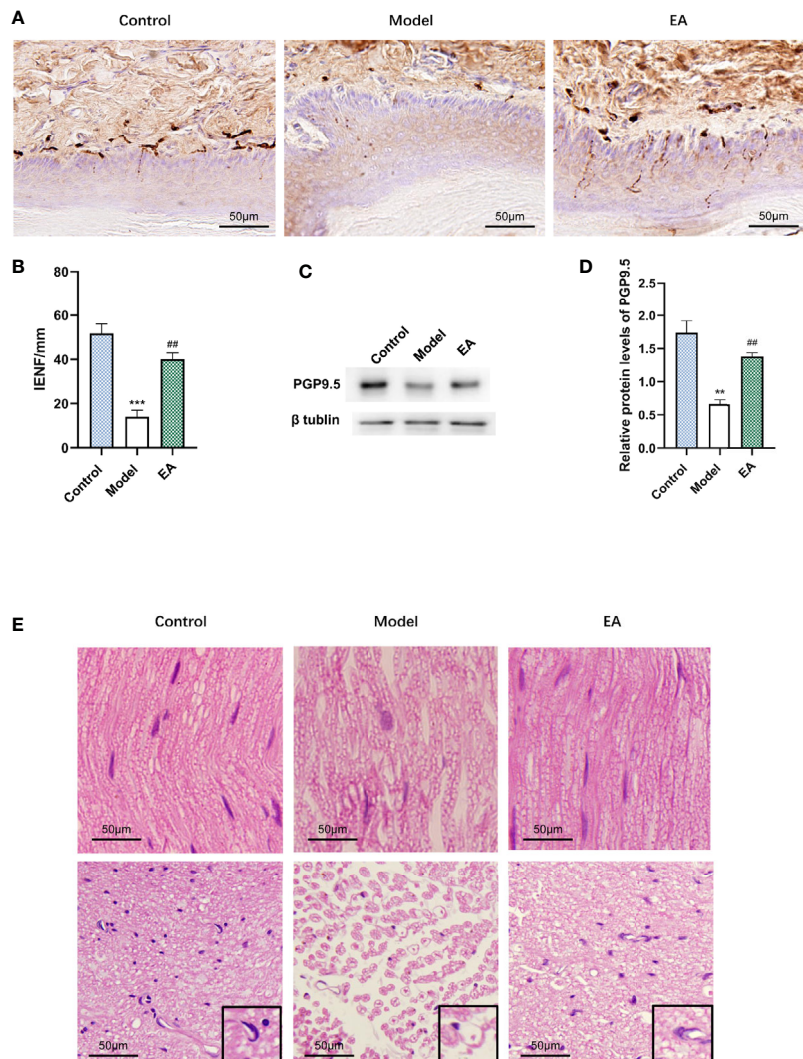 A
Control Model EA
50μm 50μm 50μm
B
IENF/mm
80
60
40
20
0
***
##
Control Model EA
C
Control Model EA
PGP9.5
β tublin
D
Relative protein levels of PGP9.5
2.5
2.0
1.5
1.0
0.5
0.0
**
##
Control Model EA
E
Control Model EA
50μm 50μm 50μm
50μm 50μm 50μm